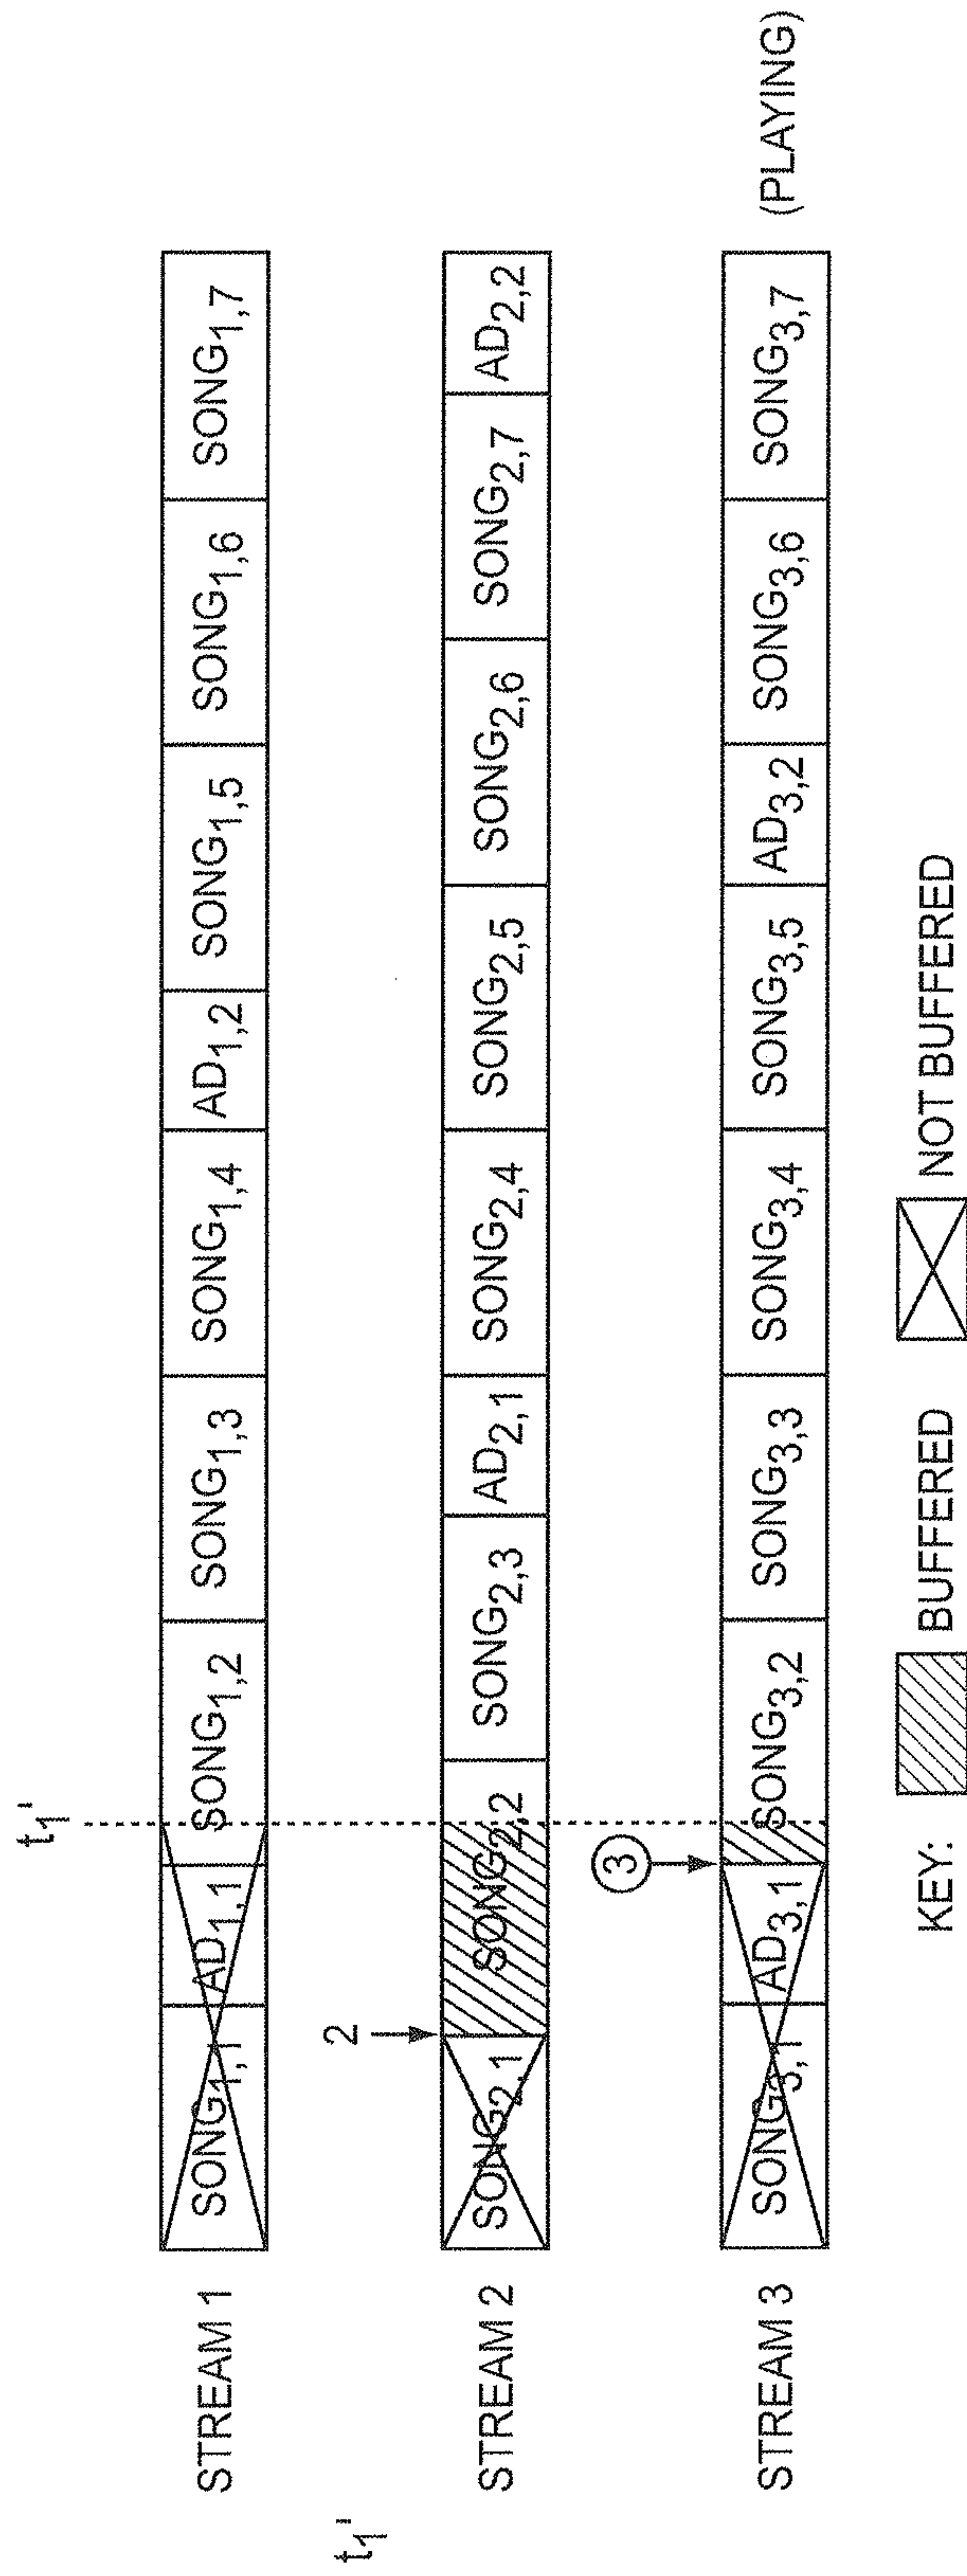 t1'
t1'
STREAM 1
SONG1,1
AD1,1
SONG1,2
SONG1,3
SONG1,4
AD1,2
SONG1,5
SONG1,6
SONG1,7
2
STREAM 2
SONG2,1
SONG2,2
SONG2,3
AD2,1
SONG2,4
SONG2,5
SONG2,6
SONG2,7
AD2,2
3
STREAM 3
SONG3,1
AD3,1
SONG3,2
SONG3,3
SONG3,4
SONG3,5
AD3,2
SONG3,6
SONG3,7
(PLAYING)
KEY:
BUFFERED
NOT BUFFERED